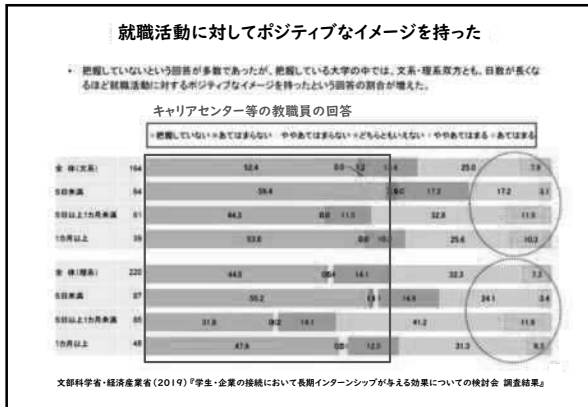 就職活動に対してポジティブなイメージを持った
• 把握していないという回答が多数であったが、把握している大学の中では、文系・理系双方とも、日数が長くなるほど就職活動に対するポジティブなイメージを持ったという回答の割合が増えた。
キャリアセンター等の教職員の回答
把握していない あてはまらない ややあてはまらない どちらともいえない ややあてはまる あてはまる
全 体(文系) 164 52.4 0.0 1.2 25.0 7.9
5日未満 64 59.4 17.2 17.2 3.1
5日以上1カ月未満 61 44.3 0.0 11.5 32.8 11.5
1カ月以上 39 53.8 0.0 25.6 10.3
全 体(理系) 220 44.5 14.1 32.3 7.3
5日未満 87 55.2 24.1 3.4
5日以上1カ月未満 85 14.1 41.2
1カ月以上 48 12.5 31.3
文部科学省・経済産業省(2019)『学生・企業の接続において長期インターンシップが与える効果についての検討会 調査結果』